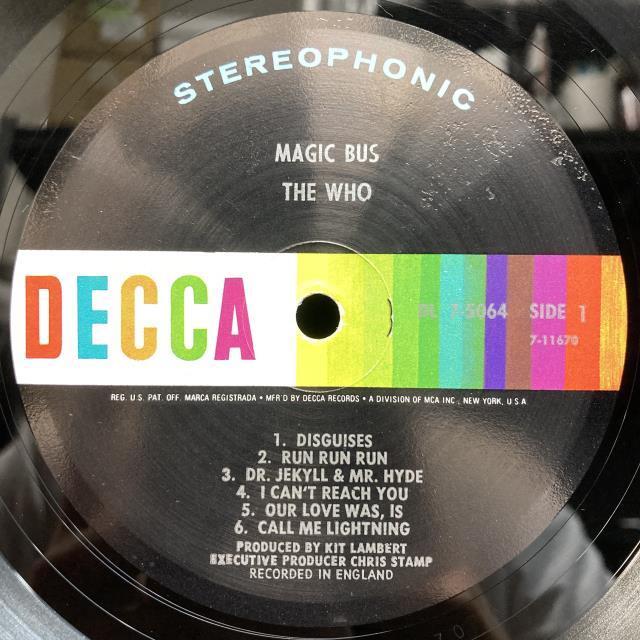 STEREOPHONIC
MAGIC BUS
THE WHO
DECCA
DL 7-5064 SIDE 1
7-11670
REG. U.S. PAT. OFF. MARCA REGISTRADA • MFR'D BY DECCA RECORDS • A DIVISION OF MCA INC., NEW YORK, U.S.A
1. DISGUISES
2. RUN RUN RUN
3. DR. JEKYLL & MR. HYDE
4. I CAN'T REACH YOU
5. OUR LOVE WAS, IS
6. CALL ME LIGHTNING
PRODUCED BY KIT LAMBERT
EXECUTIVE PRODUCER CHRIS STAMP
RECORDED IN ENGLAND